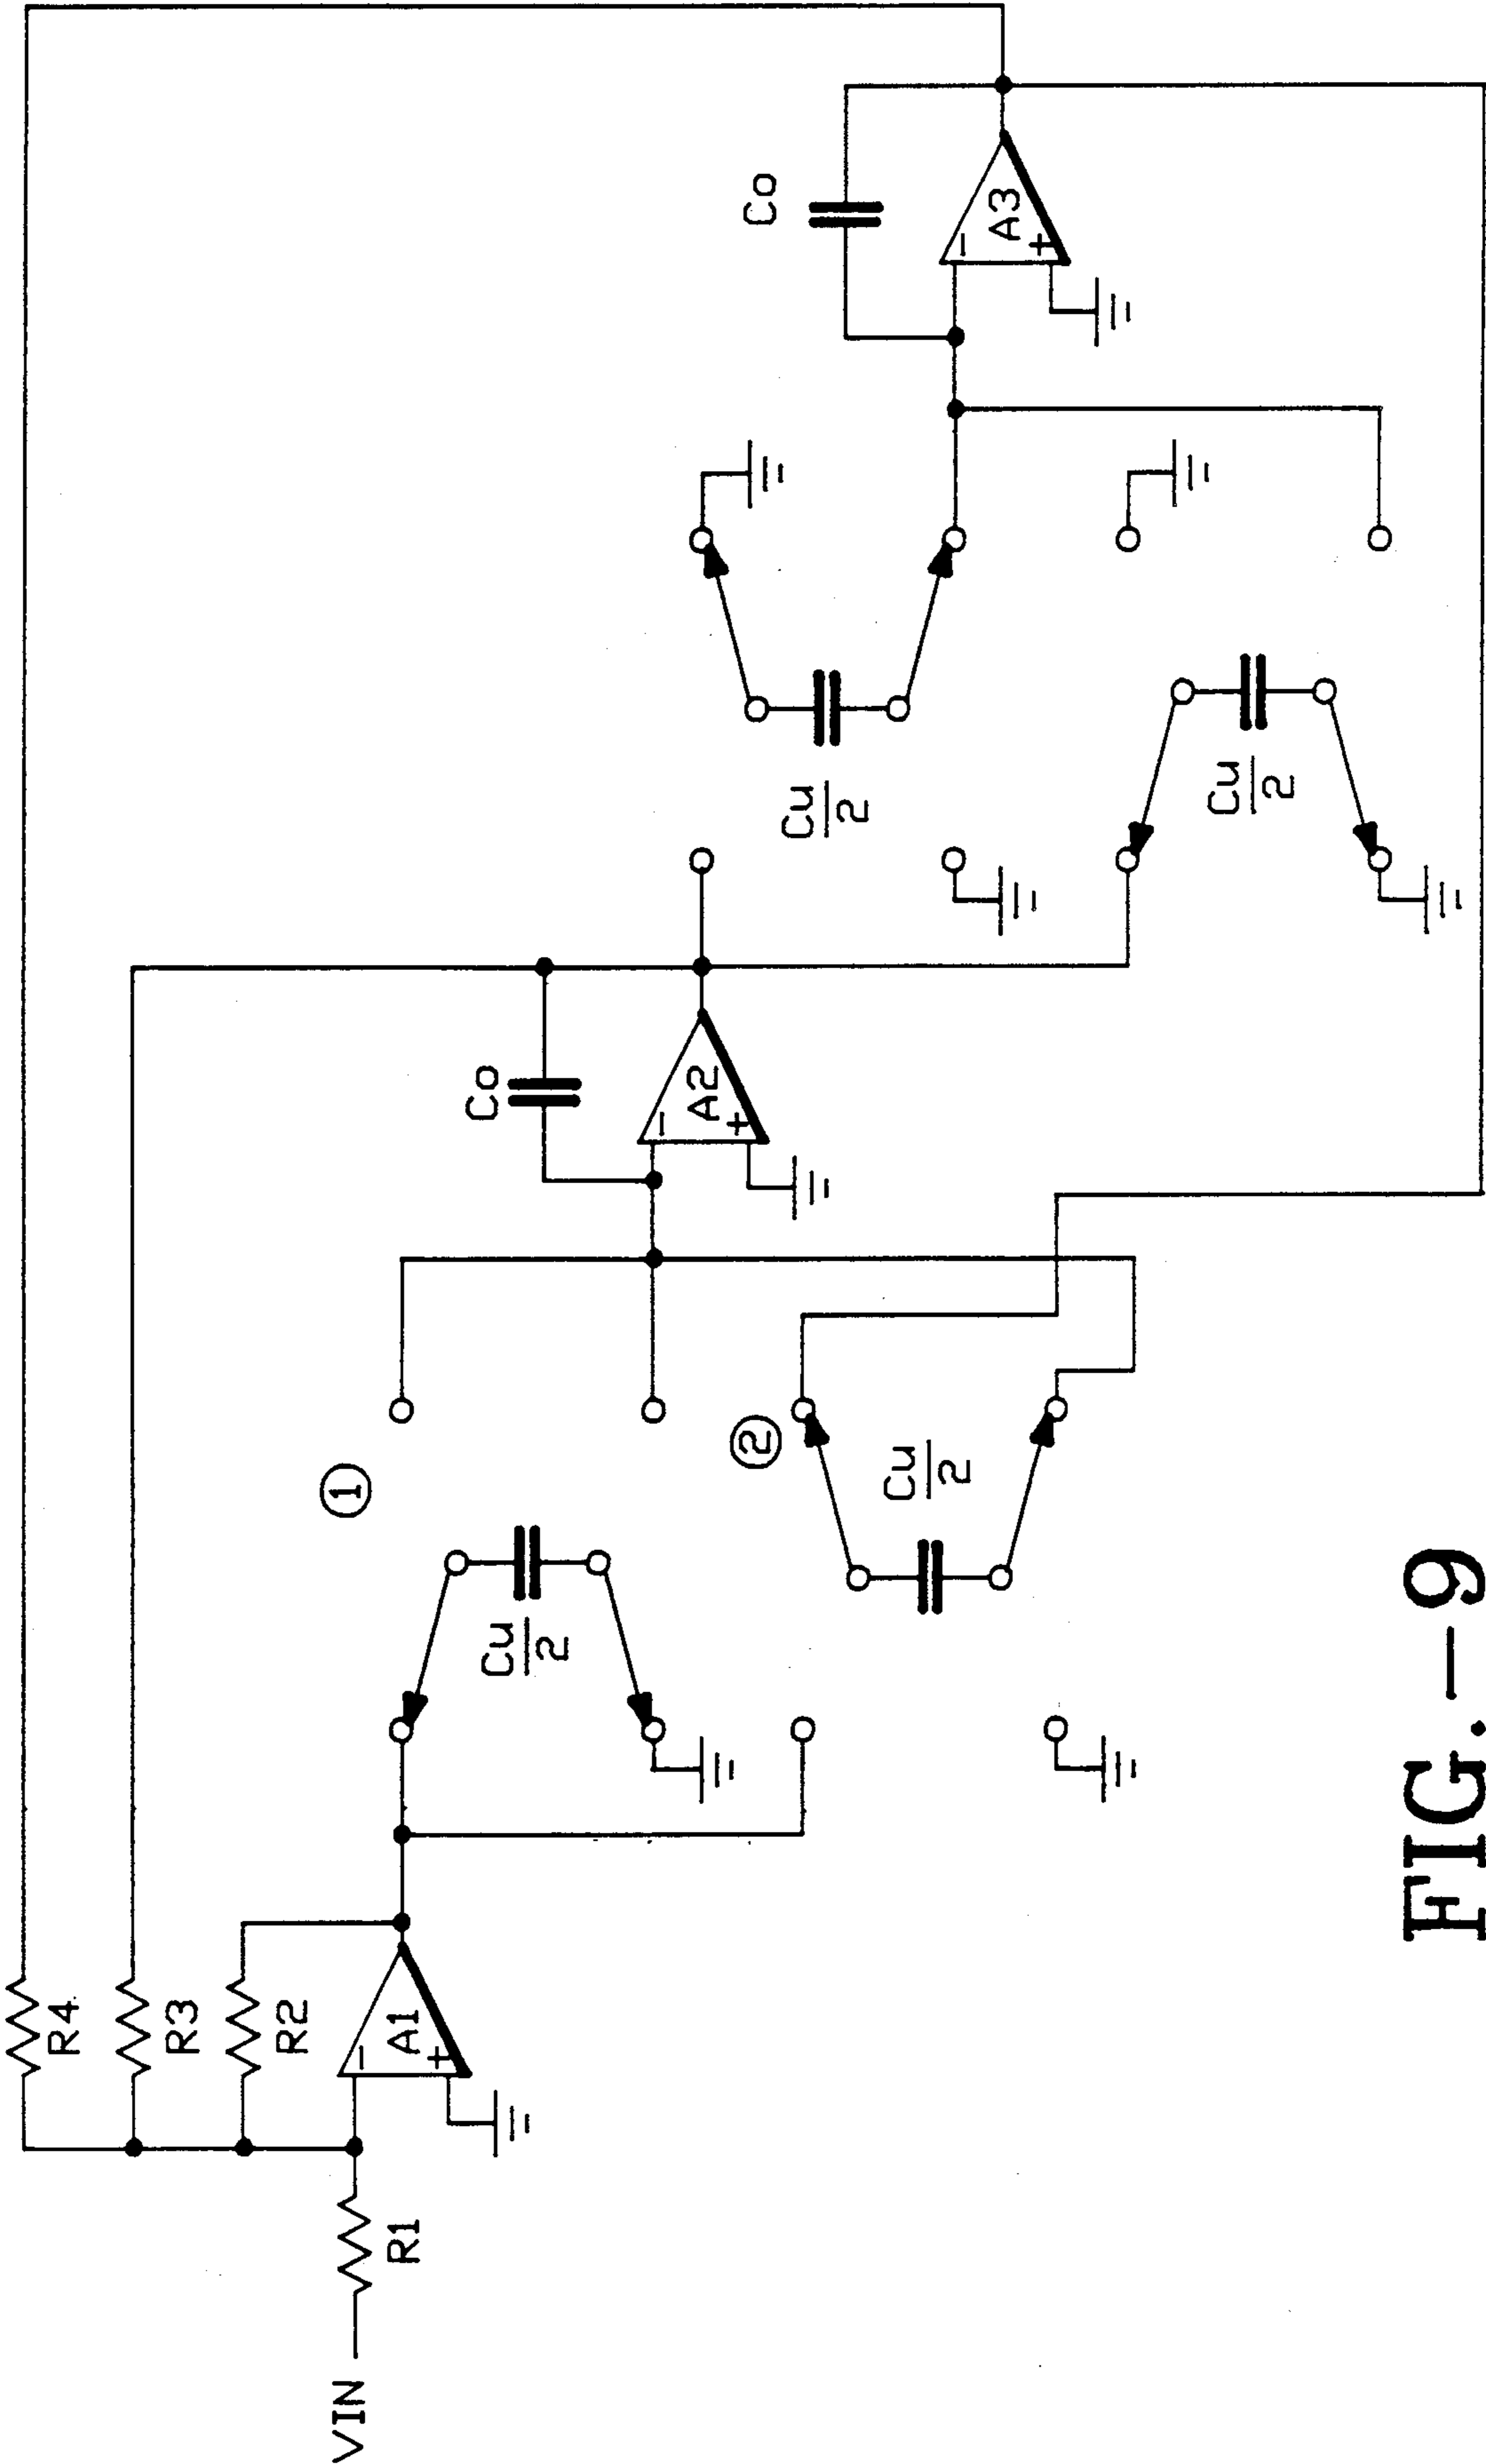 R4
R3
R2
A1
+
−
VIN
R1
①
Cu
2
②
Cu
2
Co
A2
−
+
Cu
2
Cu
2
Co
A3
−
+
FIG.-9